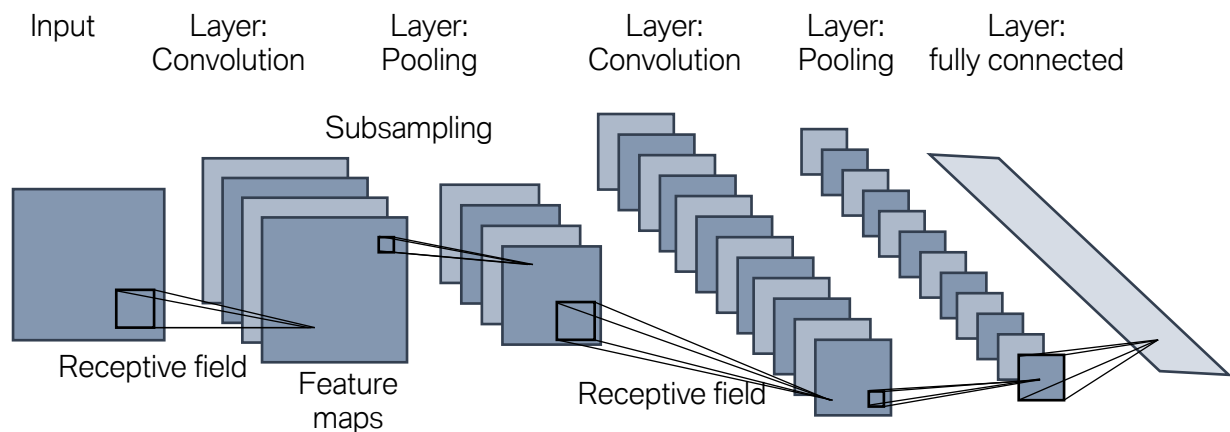 Input
Layer:
Convolution
Layer:
Pooling
Layer:
Convolution
Layer:
Pooling
Layer:
fully connected
Subsampling
Receptive field
Feature
maps
Receptive field